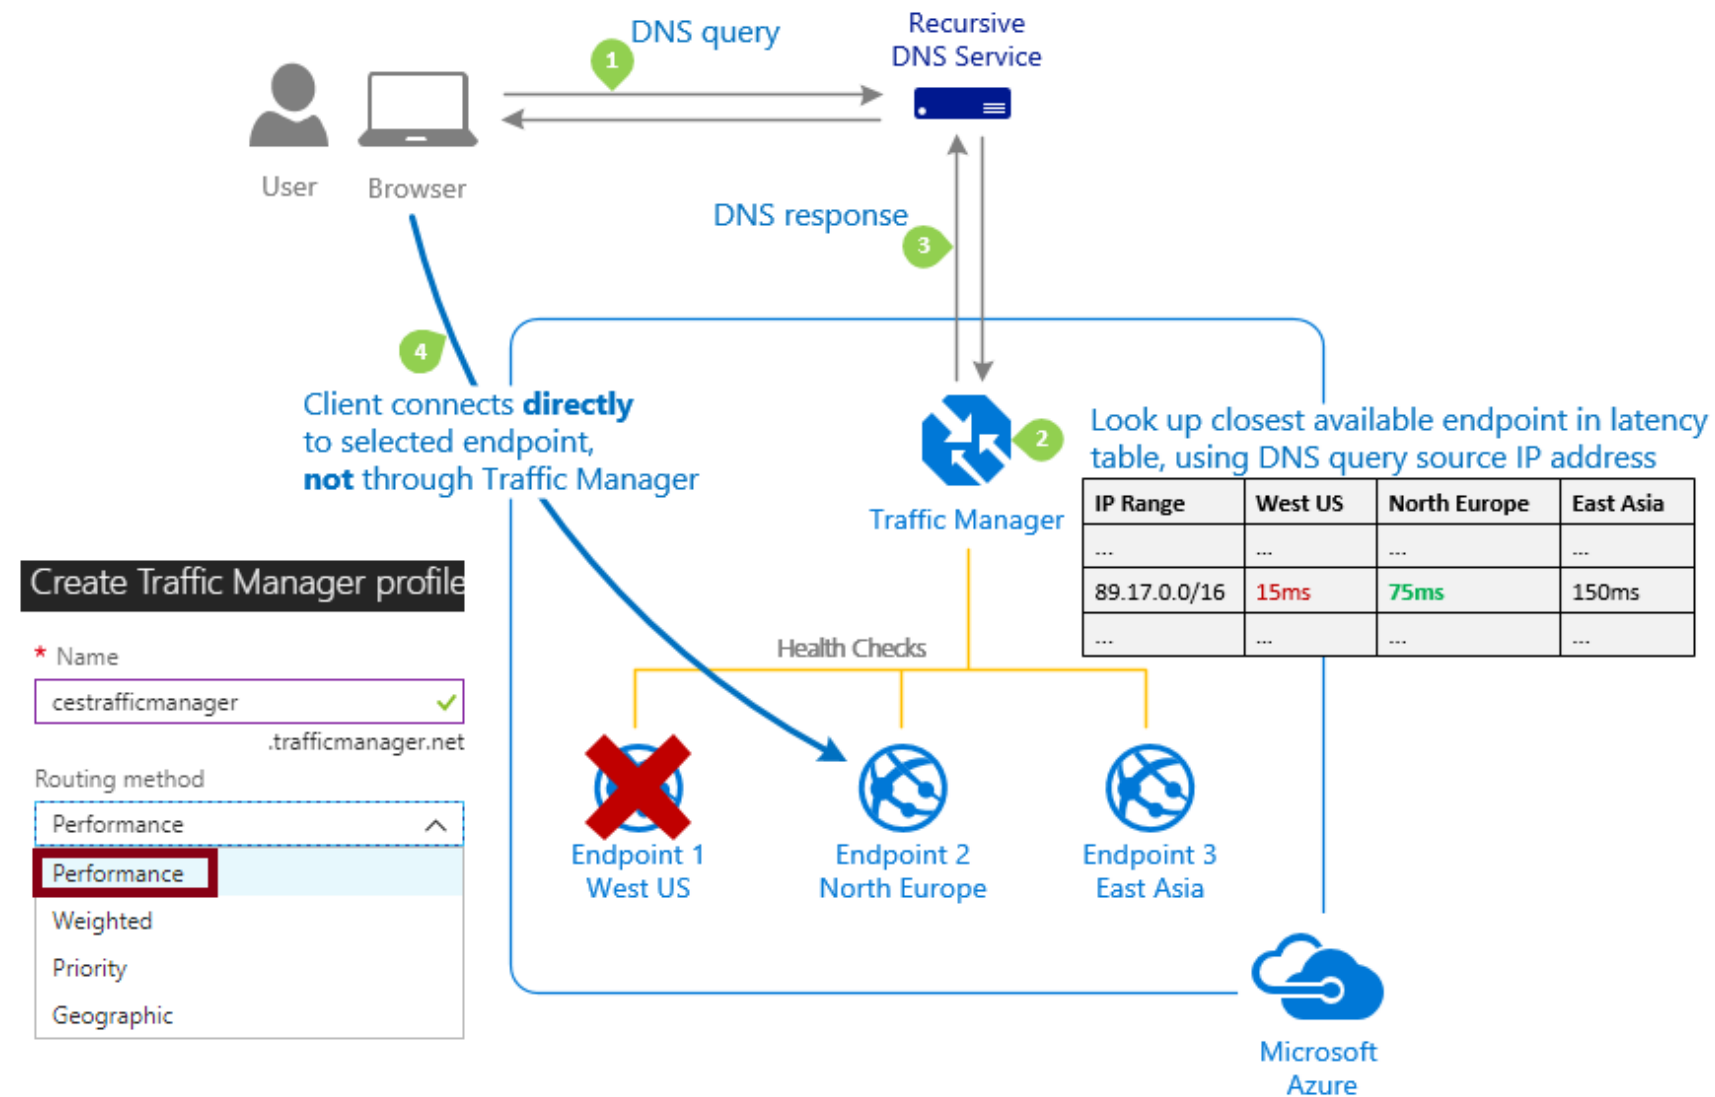 DNS query
1
Recursive
DNS Service
User
Browser
DNS response
3
4
Client connects directly
to selected endpoint,
not through Traffic Manager
2
Look up closest available endpoint in latency
table, using DNS query source IP address
Traffic Manager
IP Range West US North Europe East Asia
... ... ... ...
89.17.0.0/16 15ms 75ms 150ms
... ... ... ...
Health Checks
Endpoint 1
West US
Endpoint 2
North Europe
Endpoint 3
East Asia
Microsoft
Azure
Create Traffic Manager profile
* Name
cestrafficmanager
.trafficmanager.net
Routing method
Performance
Performance
Weighted
Priority
Geographic